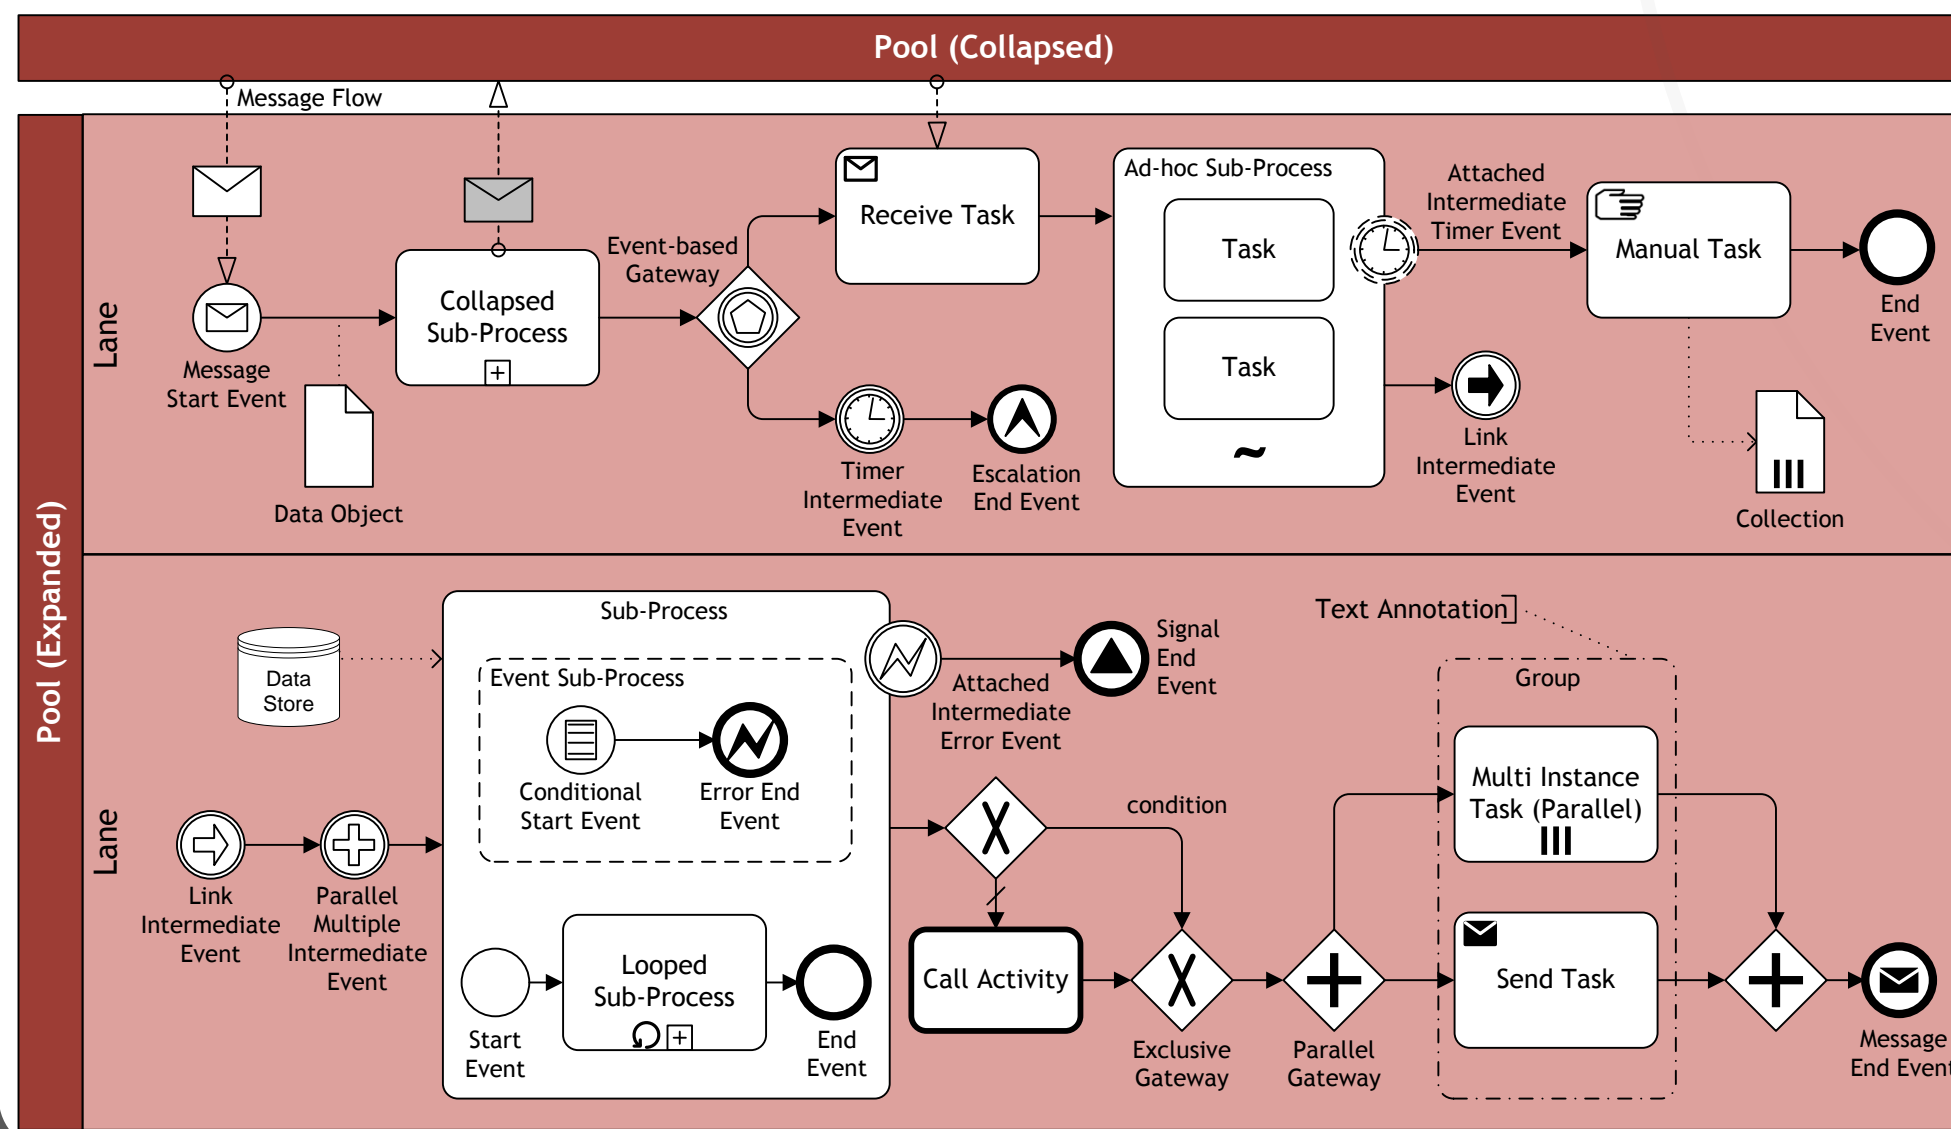 Pool (Collapsed)
Message Flow
Pool (Expanded)
Lane
Message
Start Event
Data Object
Collapsed
Sub-Process
Event-based
Gateway
Receive Task
Timer
Intermediate
Event
Escalation
End Event
Ad-hoc Sub-Process
Task
Task
Attached
Intermediate
Timer Event
Link
Intermediate
Event
Manual Task
End
Event
Collection
Lane
Data
Store
Link
Intermediate
Event
Parallel
Multiple
Intermediate
Event
Sub-Process
Event Sub-Process
Conditional
Start Event
Error End
Event
Start
Event
Looped
Sub-Process
End
Event
Attached
Intermediate
Error Event
Signal
End
Event
condition
Call Activity
Exclusive
Gateway
Parallel
Gateway
Text Annotation
Group
Multi Instance
Task (Parallel)
Send Task
Message
End Event